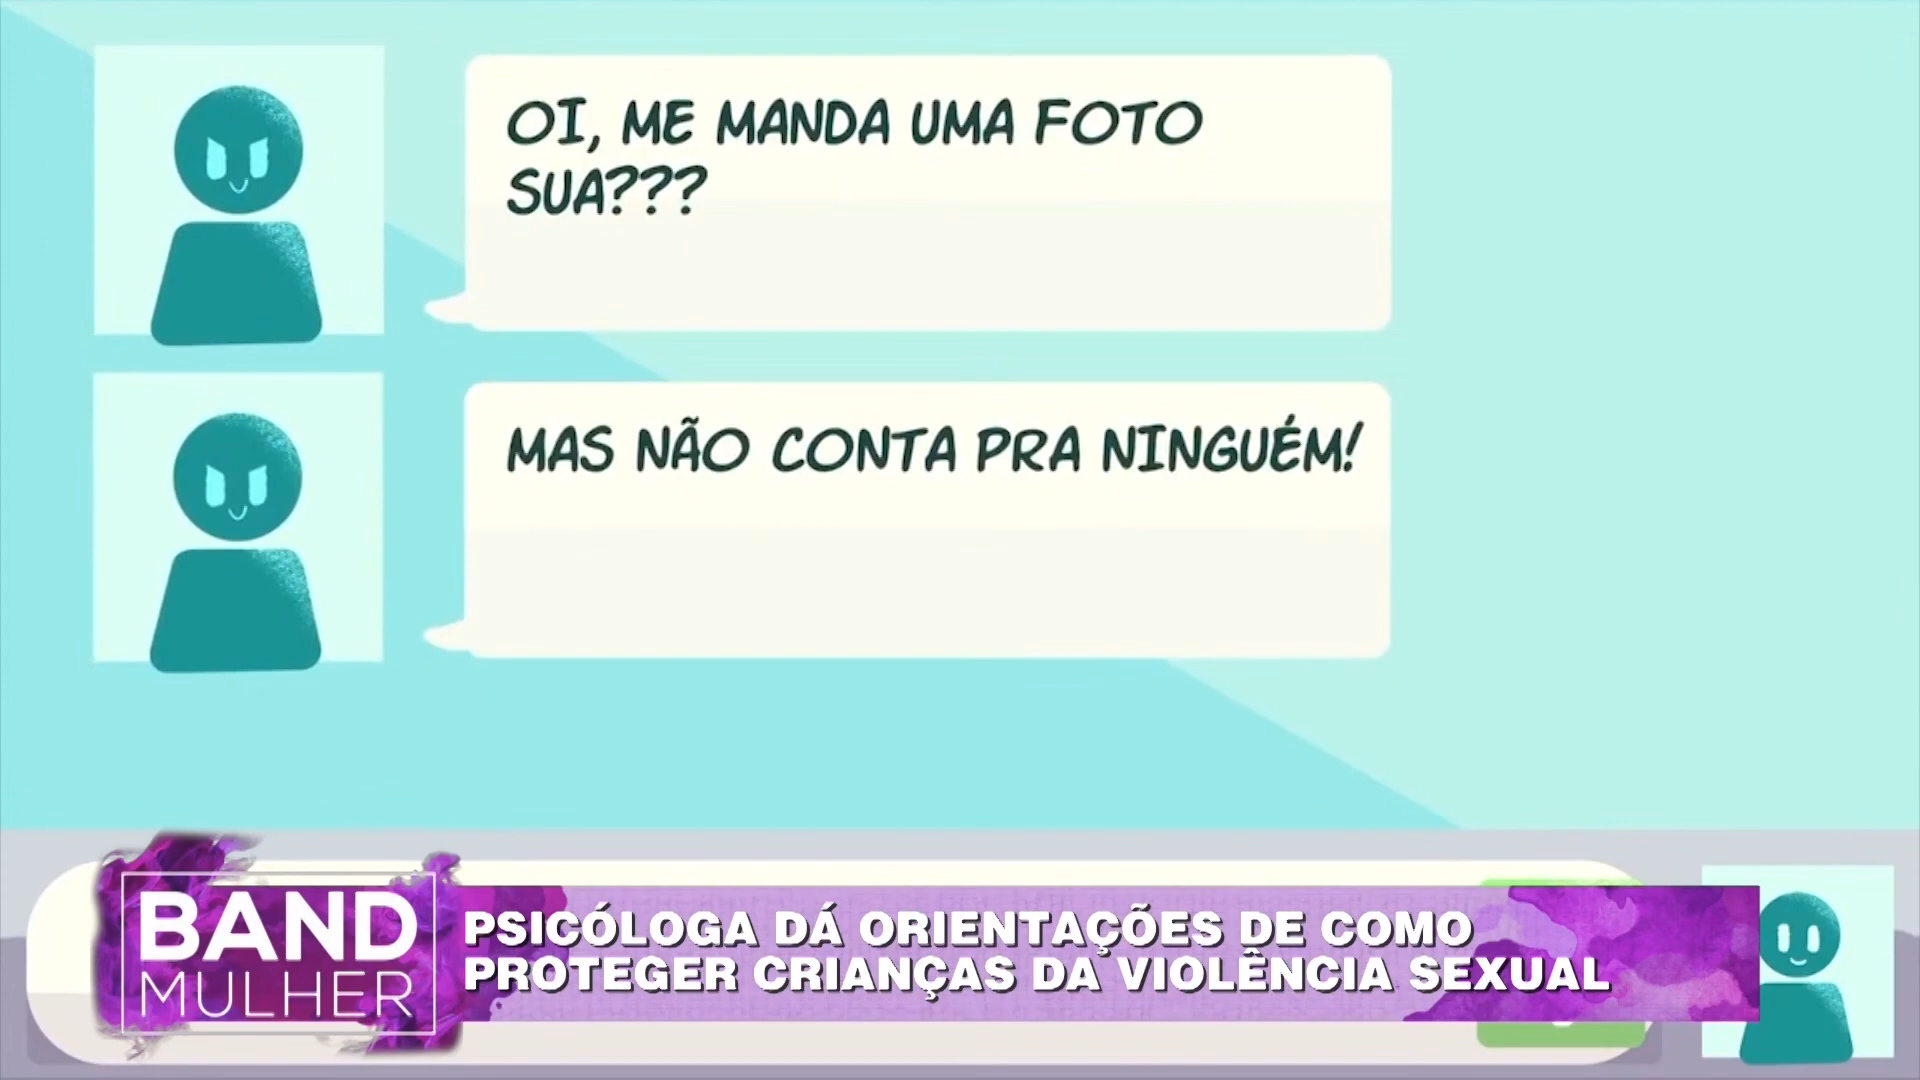 OI, ME MANDA UMA FOTO
SUA???
MAS NÃO CONTA PRA NINGUÉM!
BAND
MULHER
PSICÓLOGA DÁ ORIENTAÇÕES DE COMO
PROTEGER CRIANÇAS DA VIOLÊNCIA SEXUAL